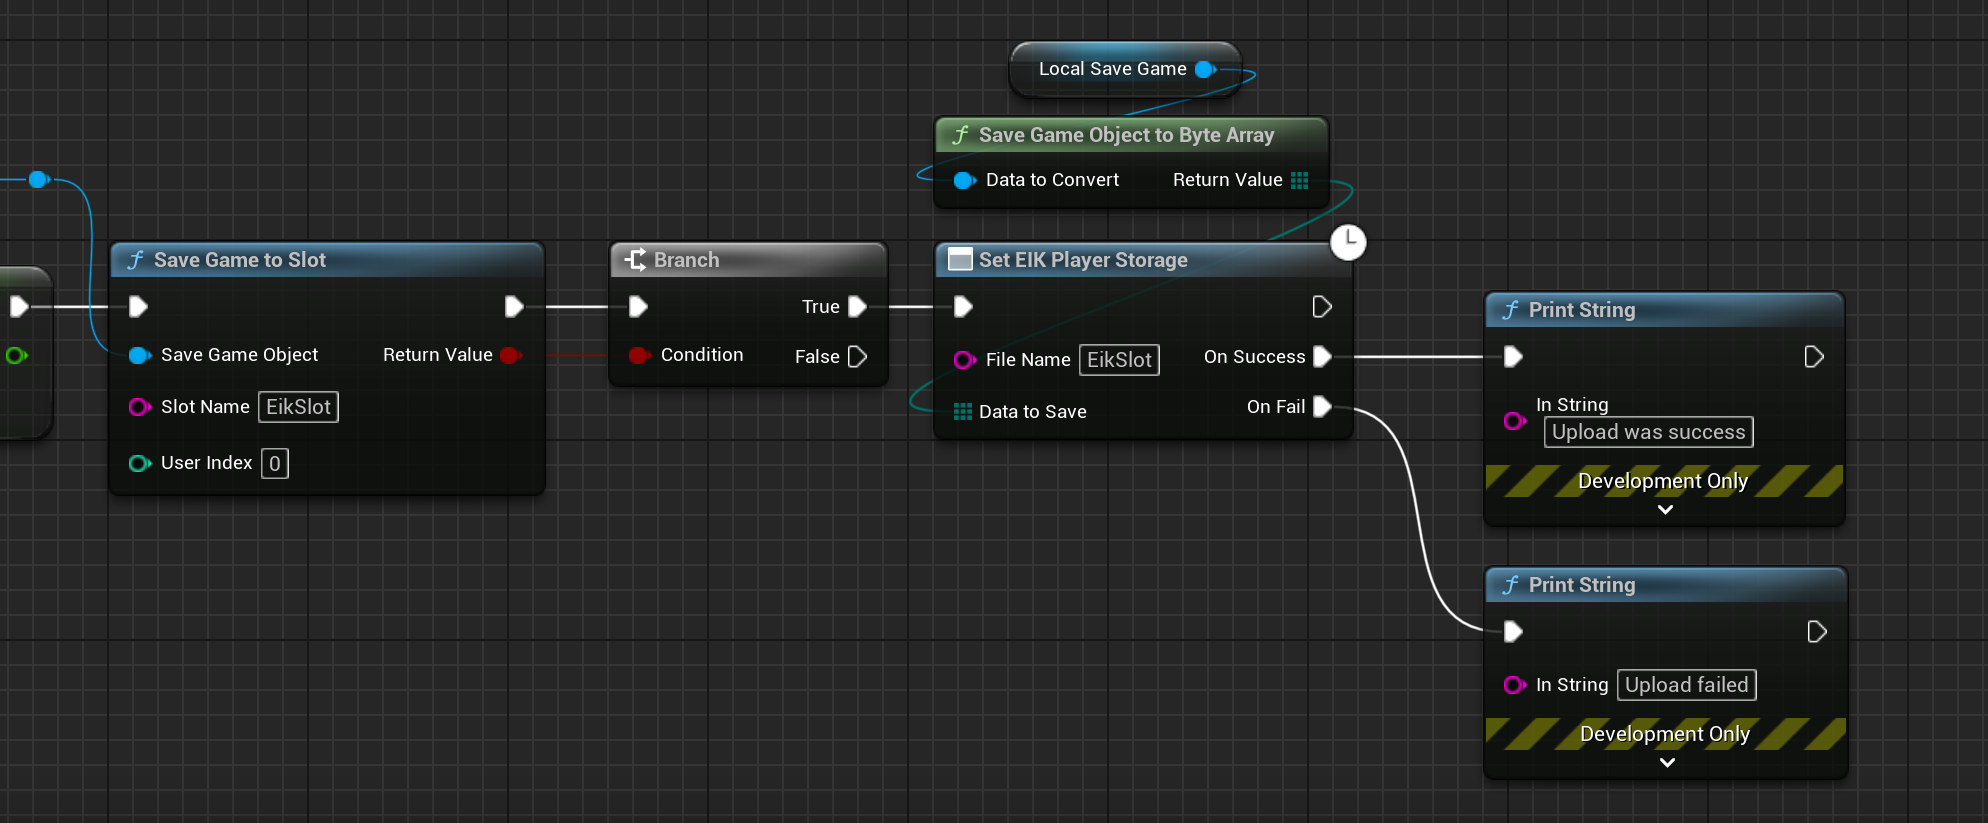 Local Save Game
f Save Game Object to Byte Array
Data to Convert Return Value
f Save Game to Slot
Save Game Object Return Value
Slot Name EikSlot
User Index 0
Branch
True
Condition False
Set EIK Player Storage
File Name EikSlot On Success
On Fail
Data to Save
f Print String
In String
Upload was success
Development Only
f Print String
In String Upload failed
Development Only